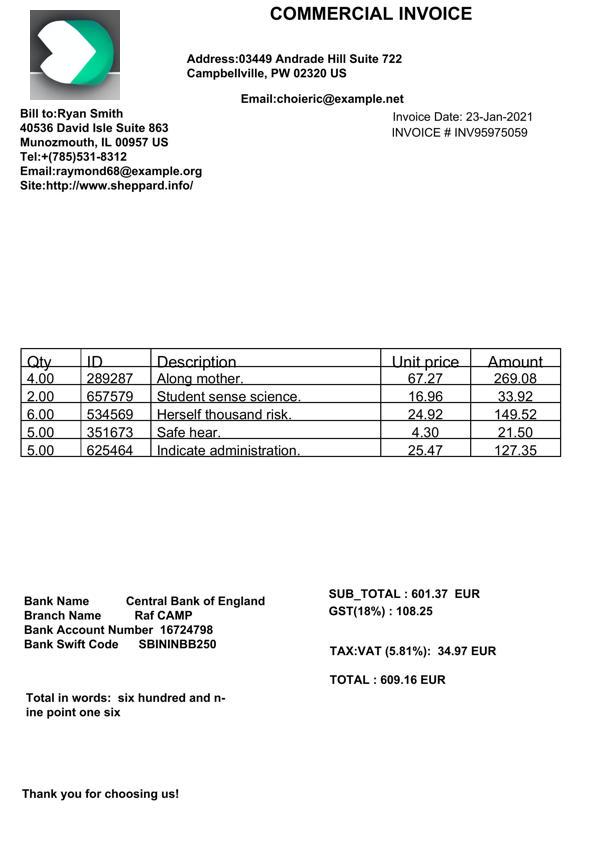 COMMERCIAL INVOICE
Address:03449 Andrade Hill Suite 722
Campbellville, PW 02320 US
Email:choieric@example.net
Bill to:Ryan Smith
40536 David Isle Suite 863
Munozmouth, IL 00957 US
Tel:+(785)531-8312
Email:raymond68@example.org
Site:http://www.sheppard.info/
Invoice Date: 23-Jan-2021
INVOICE # INV95975059
Qty ID Description Unit price Amount
4.00 289287 Along mother. 67.27 269.08
2.00 657579 Student sense science. 16.96 33.92
6.00 534569 Herself thousand risk. 24.92 149.52
5.00 351673 Safe hear. 4.30 21.50
5.00 625464 Indicate administration. 25.47 127.35
Bank Name Central Bank of England
Branch Name Raf CAMP
Bank Account Number 16724798
Bank Swift Code SBININBB250
SUB_TOTAL : 601.37 EUR
GST(18%) : 108.25
TAX:VAT (5.81%): 34.97 EUR
TOTAL : 609.16 EUR
Total in words: six hundred and n-
ine point one six
Thank you for choosing us!